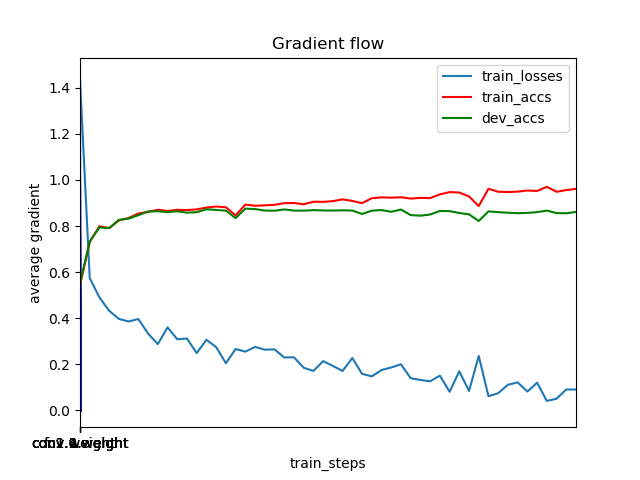 Gradient flow
train_losses
train_accs
dev_accs
1.4
1.2
1.0
0.8
0.6
0.4
0.2
0.0
average gradient
train_steps